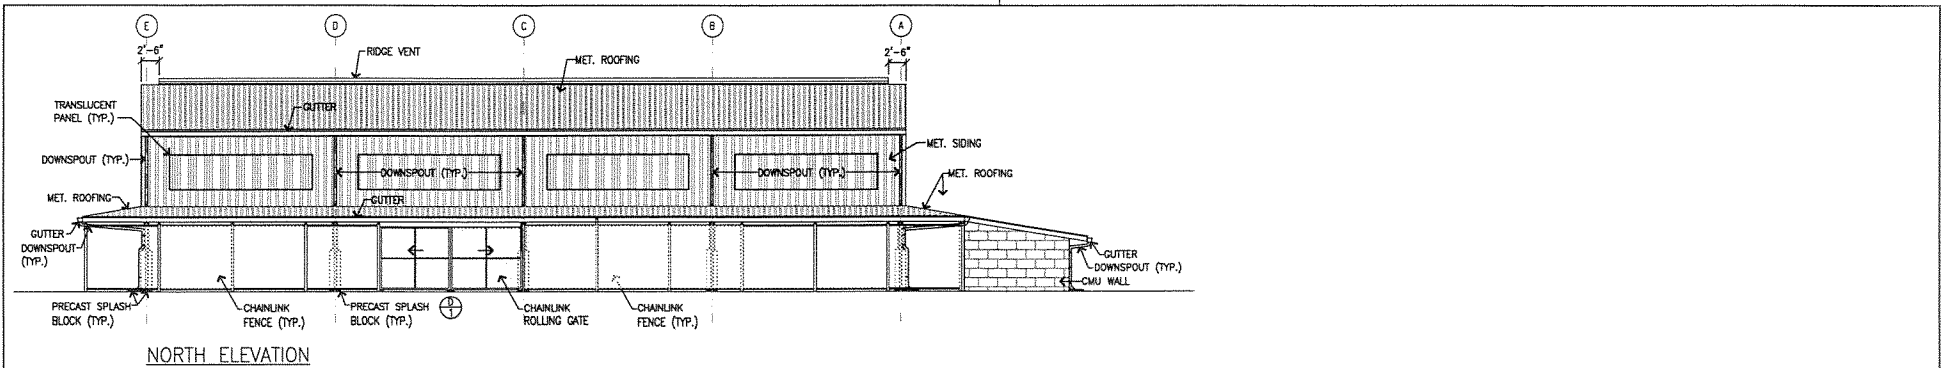 E D C B A
2'-6" 2'-6"
RIDGE VENT
MET. ROOFING
TRANSLUCENT
PANEL (TYP.)
GUTTER
DOWNSPOUT (TYP.)
DOWNSPOUT (TYP.)
DOWNSPOUT (TYP.)
MET. SIDING
MET. ROOFING
MET. ROOFING
GUTTER
GUTTER
DOWNSPOUT
(TYP.)
GUTTER
DOWNSPOUT (TYP.)
CMU WALL
PRECAST SPLASH
BLOCK (TYP.)
CHAINLINK
FENCE (TYP.)
PRECAST SPLASH
BLOCK (TYP.)
D
1
CHAINLINK
ROLLING GATE
CHAINLINK
FENCE (TYP.)
NORTH ELEVATION